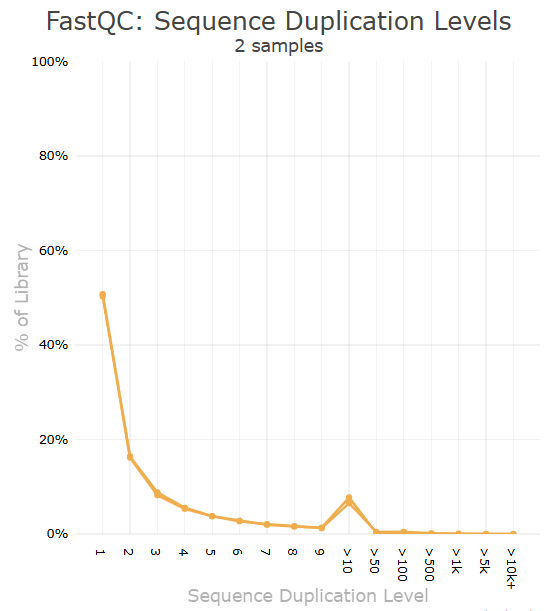 FastQC: Sequence Duplication Levels
2 samples
100%
80%
60%
40%
20%
0%
% of Library
1
2
3
4
5
6
7
8
9
> 10
> 50
> 100
> 500
> 1k
> 5k
> 10k+
Sequence Duplication Level